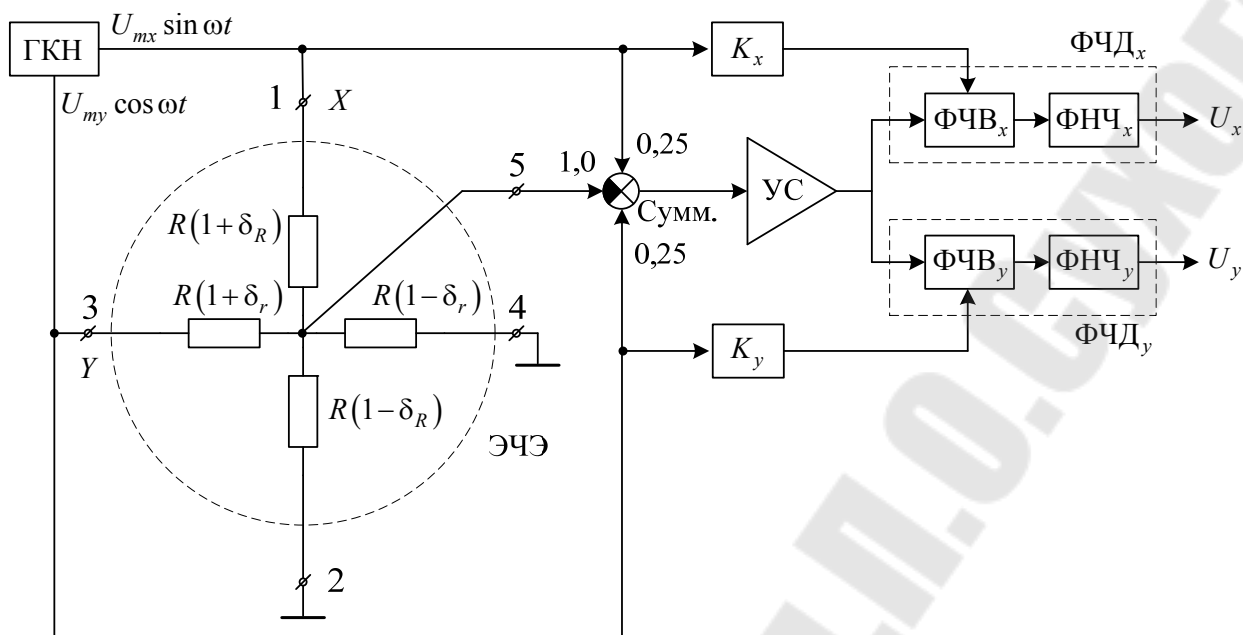 ГКН
U_{mx} sin ωt
U_{my} cos ωt
1
X
K_x
ФЧД_x
ФЧВ_x
ФНЧ_x
U_x
0,25
5
1,0
Сумм.
УС
0,25
R(1+δ_R)
R(1+δ_r)
R(1−δ_r)
3
Y
4
R(1−δ_R)
ЭЧЭ
2
K_y
ФЧВ_y
ФНЧ_y
U_y
ФЧД_y
П.О.Сухог